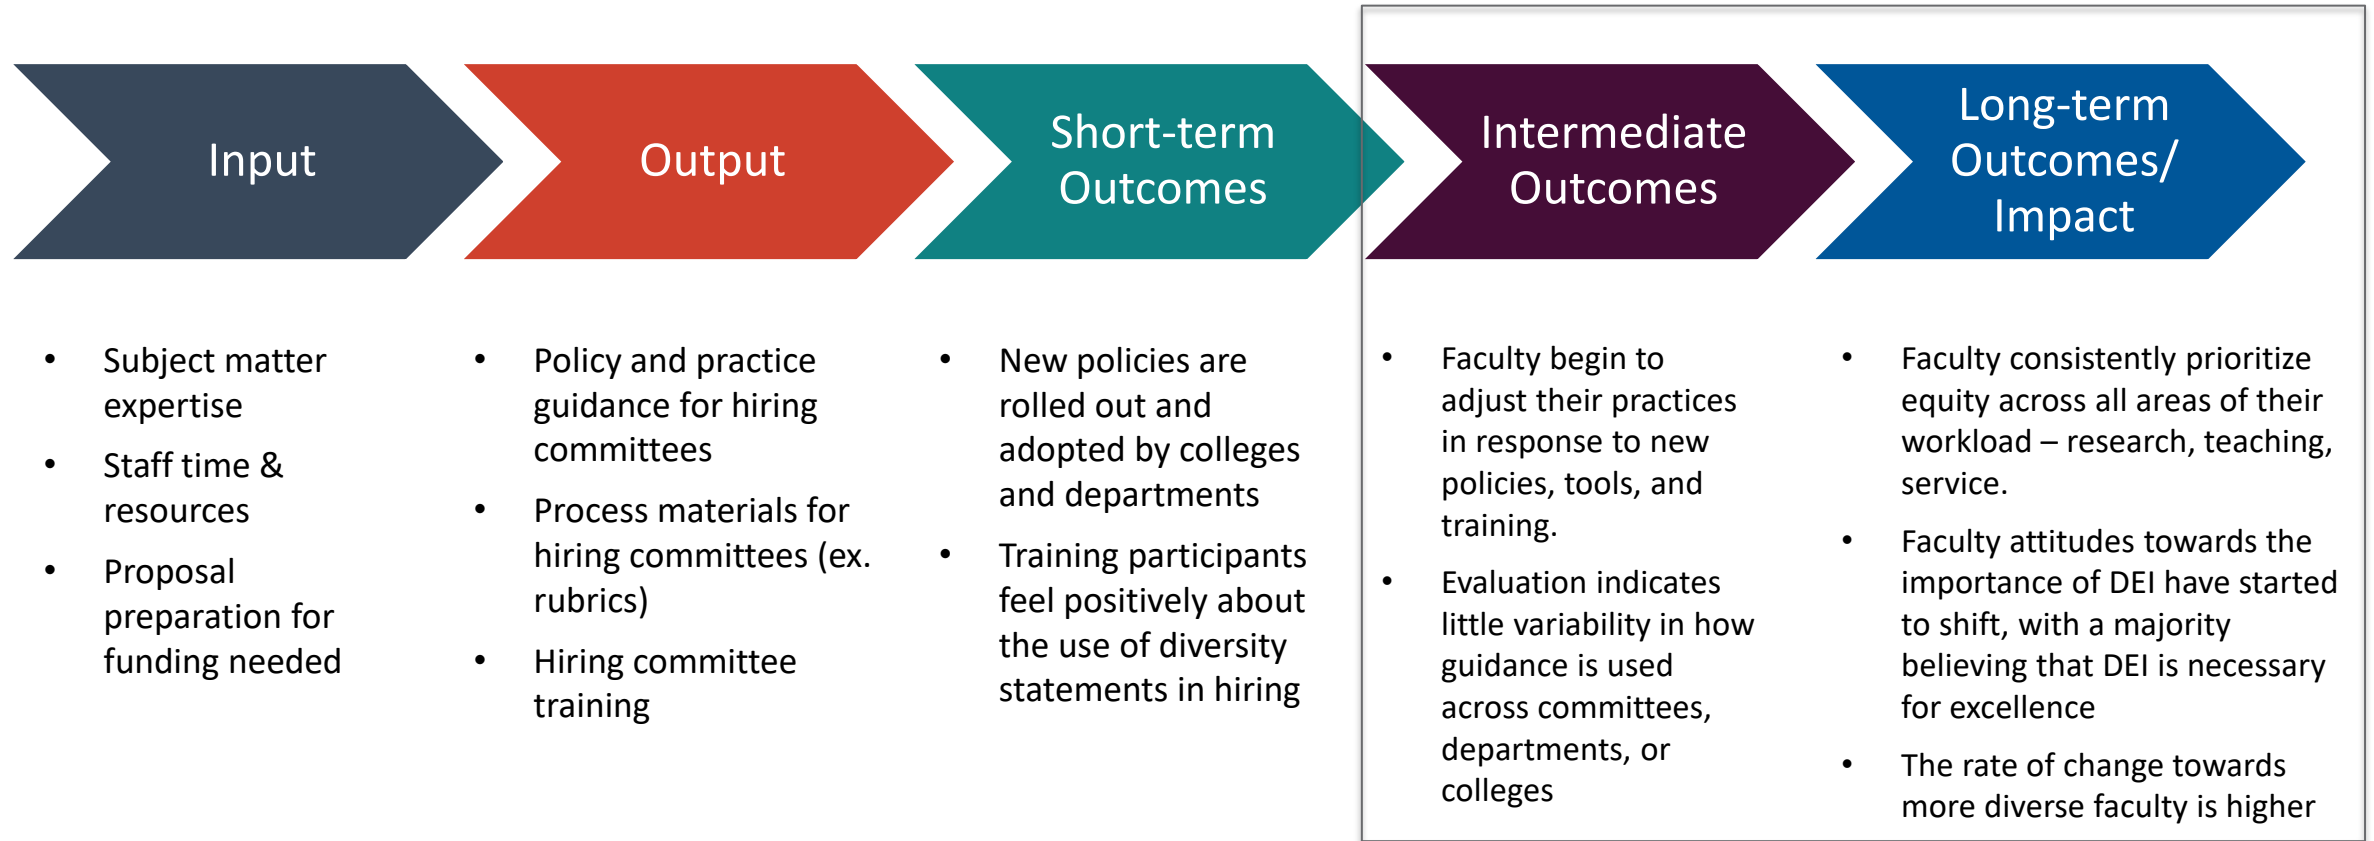 Input
Output
Short-term
Outcomes
Intermediate
Outcomes
Long-term
Outcomes/
Impact
• Subject matter
expertise
• Staff time &
resources
• Proposal
preparation for
funding needed
• Policy and practice
guidance for hiring
committees
• Process materials for
hiring committees (ex.
rubrics)
• Hiring committee
training
• New policies are
rolled out and
adopted by colleges
and departments
• Training participants
feel positively about
the use of diversity
statements in hiring
• Faculty begin to
adjust their practices
in response to new
policies, tools, and
training.
• Evaluation indicates
little variability in how
guidance is used
across committees,
departments, or
colleges
• Faculty consistently prioritize
equity across all areas of their
workload – research, teaching,
service.
• Faculty attitudes towards the
importance of DEI have started
to shift, with a majority
believing that DEI is necessary
for excellence
• The rate of change towards
more diverse faculty is higher